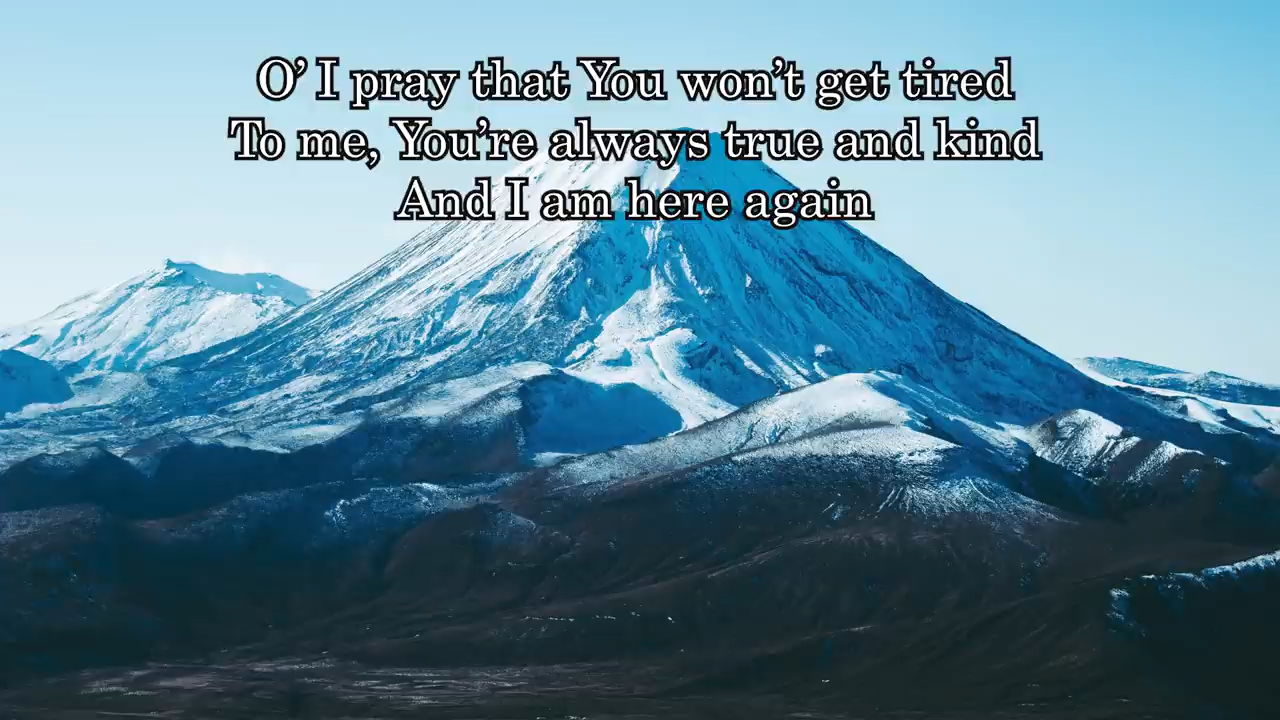 O’ I pray that You won’t get tired
To me, You’re always true and kind
And I am here again